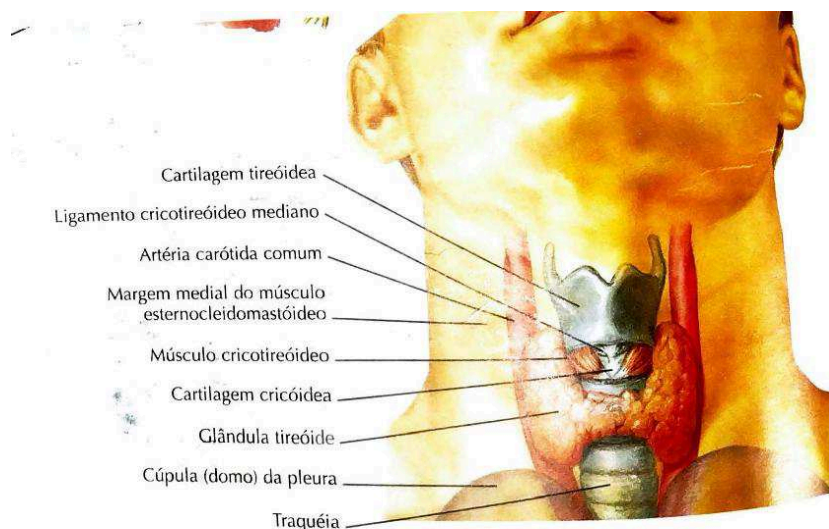 Cartilagem tireóidea
Ligamento cricotireóideo mediano
Artéria carótida comum
Margem medial do músculo
esternocleidomastóideo
Músculo cricotireóideo
Cartilagem cricóidea
Glândula tireóide
Cúpula (domo) da pleura
Traquéia